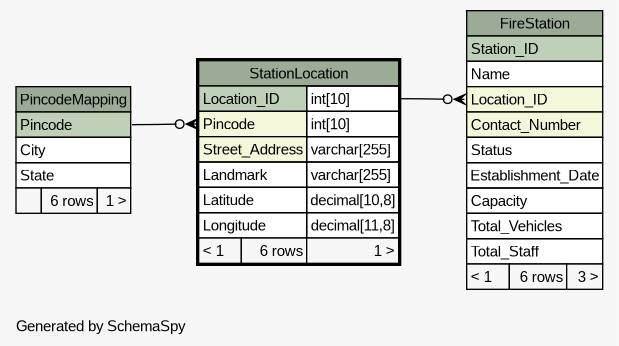 PincodeMapping
Pincode
City
State
6 rows 1 >
StationLocation
Location_ID int[10]
Pincode int[10]
Street_Address varchar[255]
Landmark varchar[255]
Latitude decimal[10,8]
Longitude decimal[11,8]
< 1 6 rows 1 >
FireStation
Station_ID
Name
Location_ID
Contact_Number
Status
Establishment_Date
Capacity
Total_Vehicles
Total_Staff
< 1 6 rows 3 >
Generated by SchemaSpy